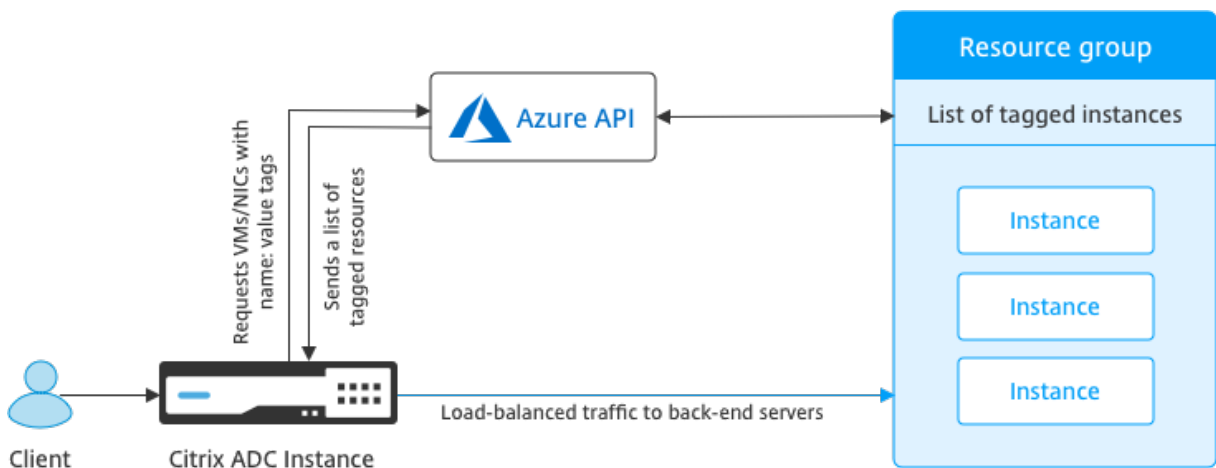 Resource group
Azure API
List of tagged instances
Requests VMs/NICs with
name: value tags
Sends a list of
tagged resources
Instance
Instance
Instance
Load-balanced traffic to back-end servers
Client
Citrix ADC Instance